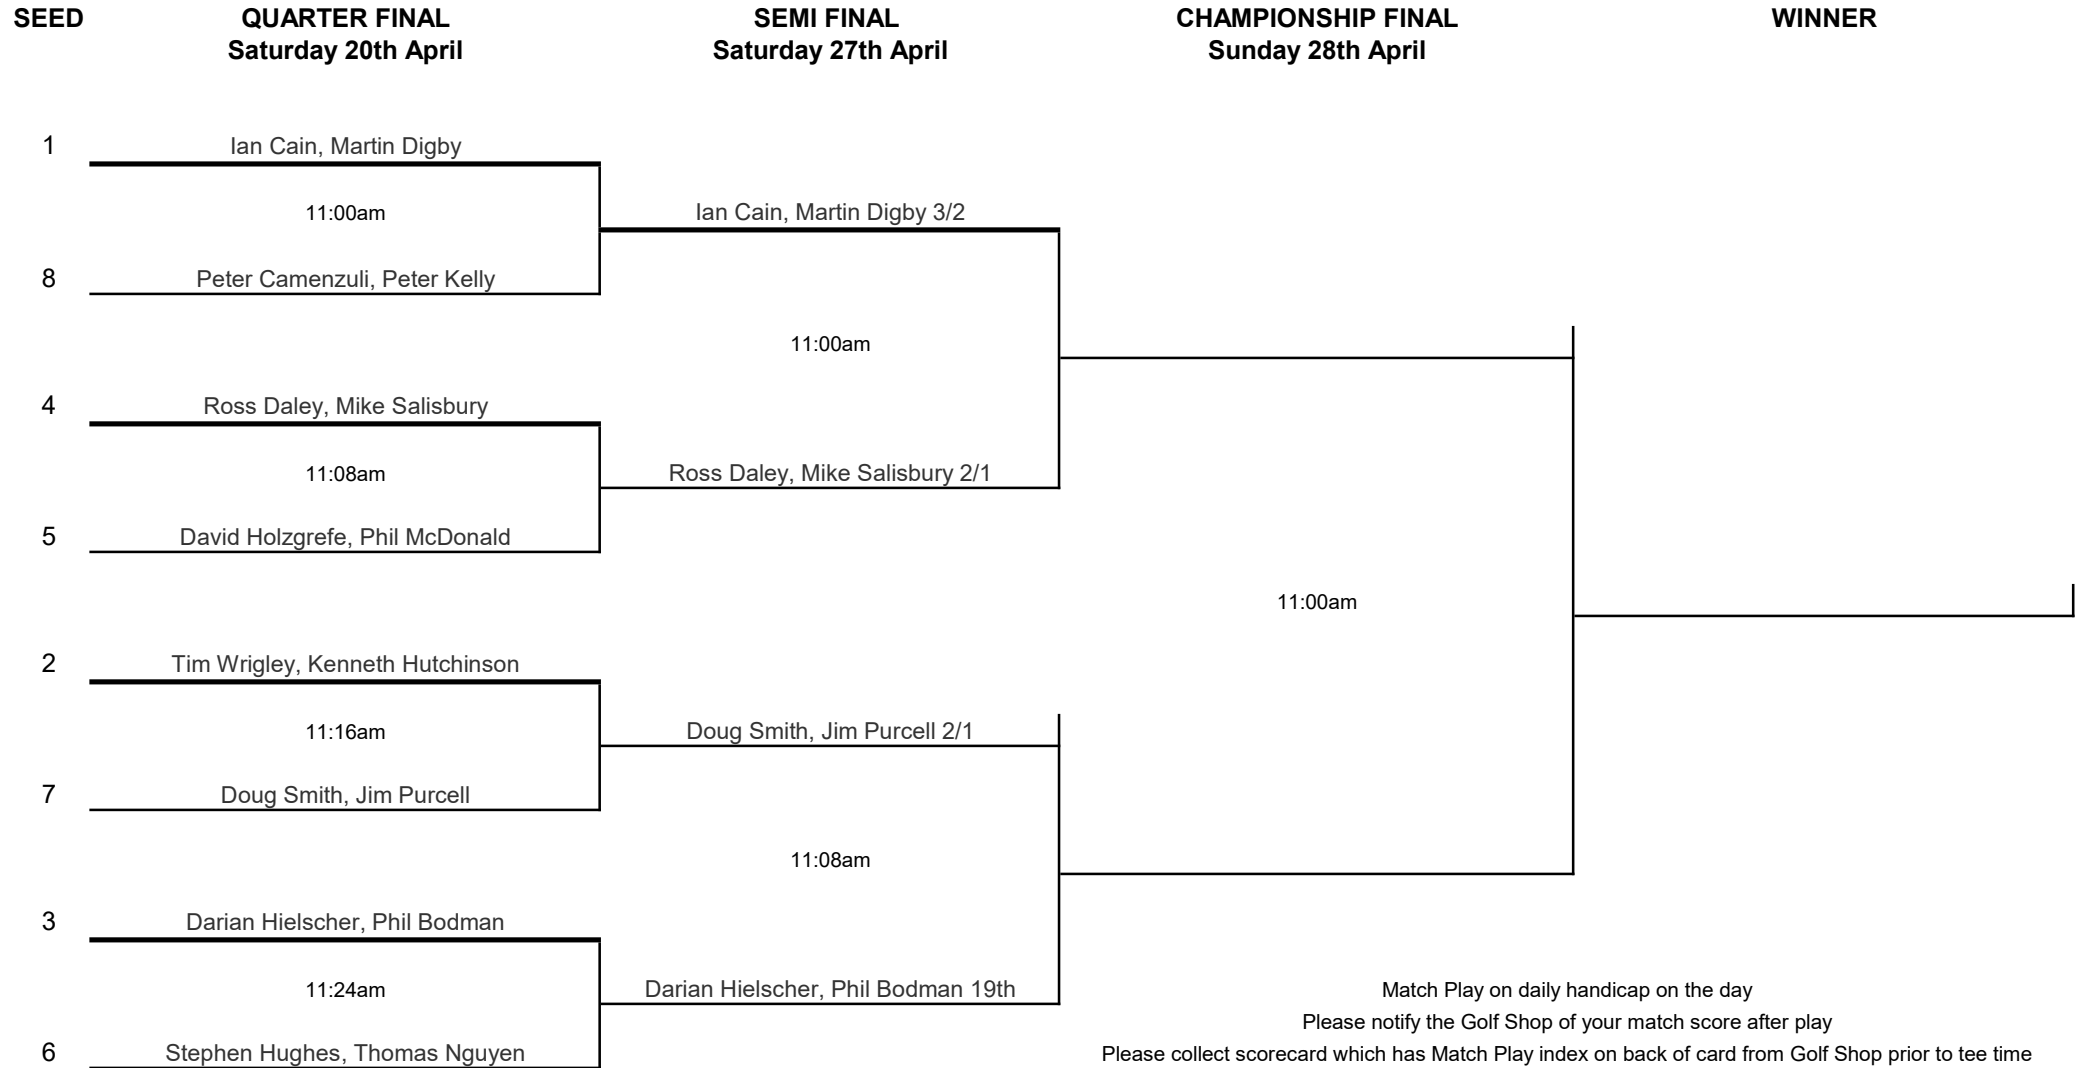 SEED QUARTER FINAL SEMI FINAL CHAMPIONSHIP FINAL WINNER
Saturday 20th April Saturday 27th April Sunday 28th April
1 Ian Cain, Martin Digby
11:00am Ian Cain, Martin Digby 3/2
8 Peter Camenzuli, Peter Kelly
11:00am
4 Ross Daley, Mike Salisbury
11:08am Ross Daley, Mike Salisbury 2/1
5 David Holzgrefe, Phil McDonald
11:00am
2 Tim Wrigley, Kenneth Hutchinson
11:16am Doug Smith, Jim Purcell 2/1
7 Doug Smith, Jim Purcell
11:08am
3 Darian Hielscher, Phil Bodman
11:24am Darian Hielscher, Phil Bodman 19th Match Play on daily handicap on the day
Please notify the Golf Shop of your match score after play
6 Stephen Hughes, Thomas Nguyen Please collect scorecard which has Match Play index on back of card from Golf Shop prior to tee time